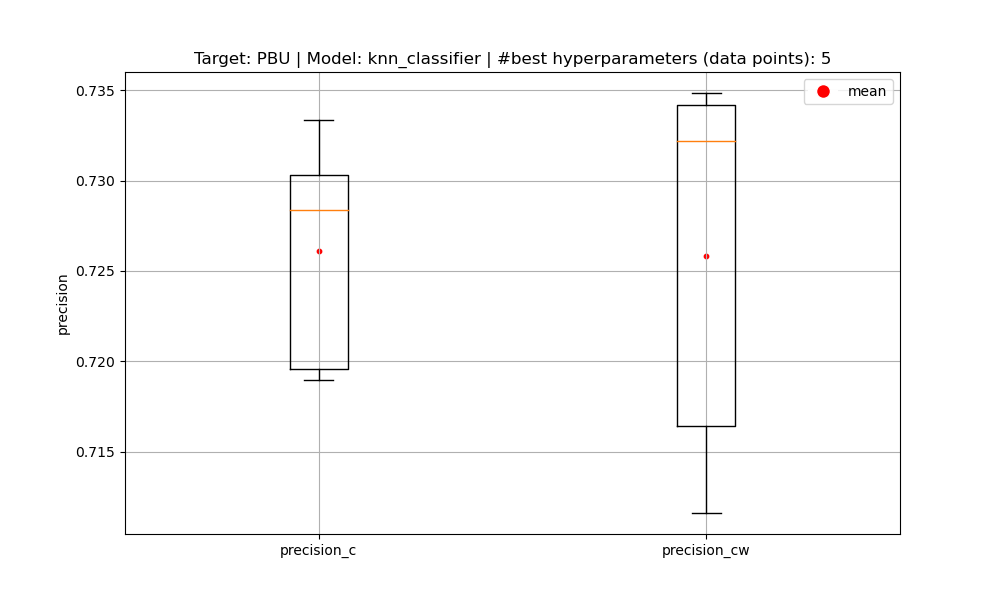 Target: PBU | Model: knn_classifier | #best hyperparameters (data points): 5
mean
0.735
0.730
0.725
0.720
0.715
precision
precision_c
precision_cw